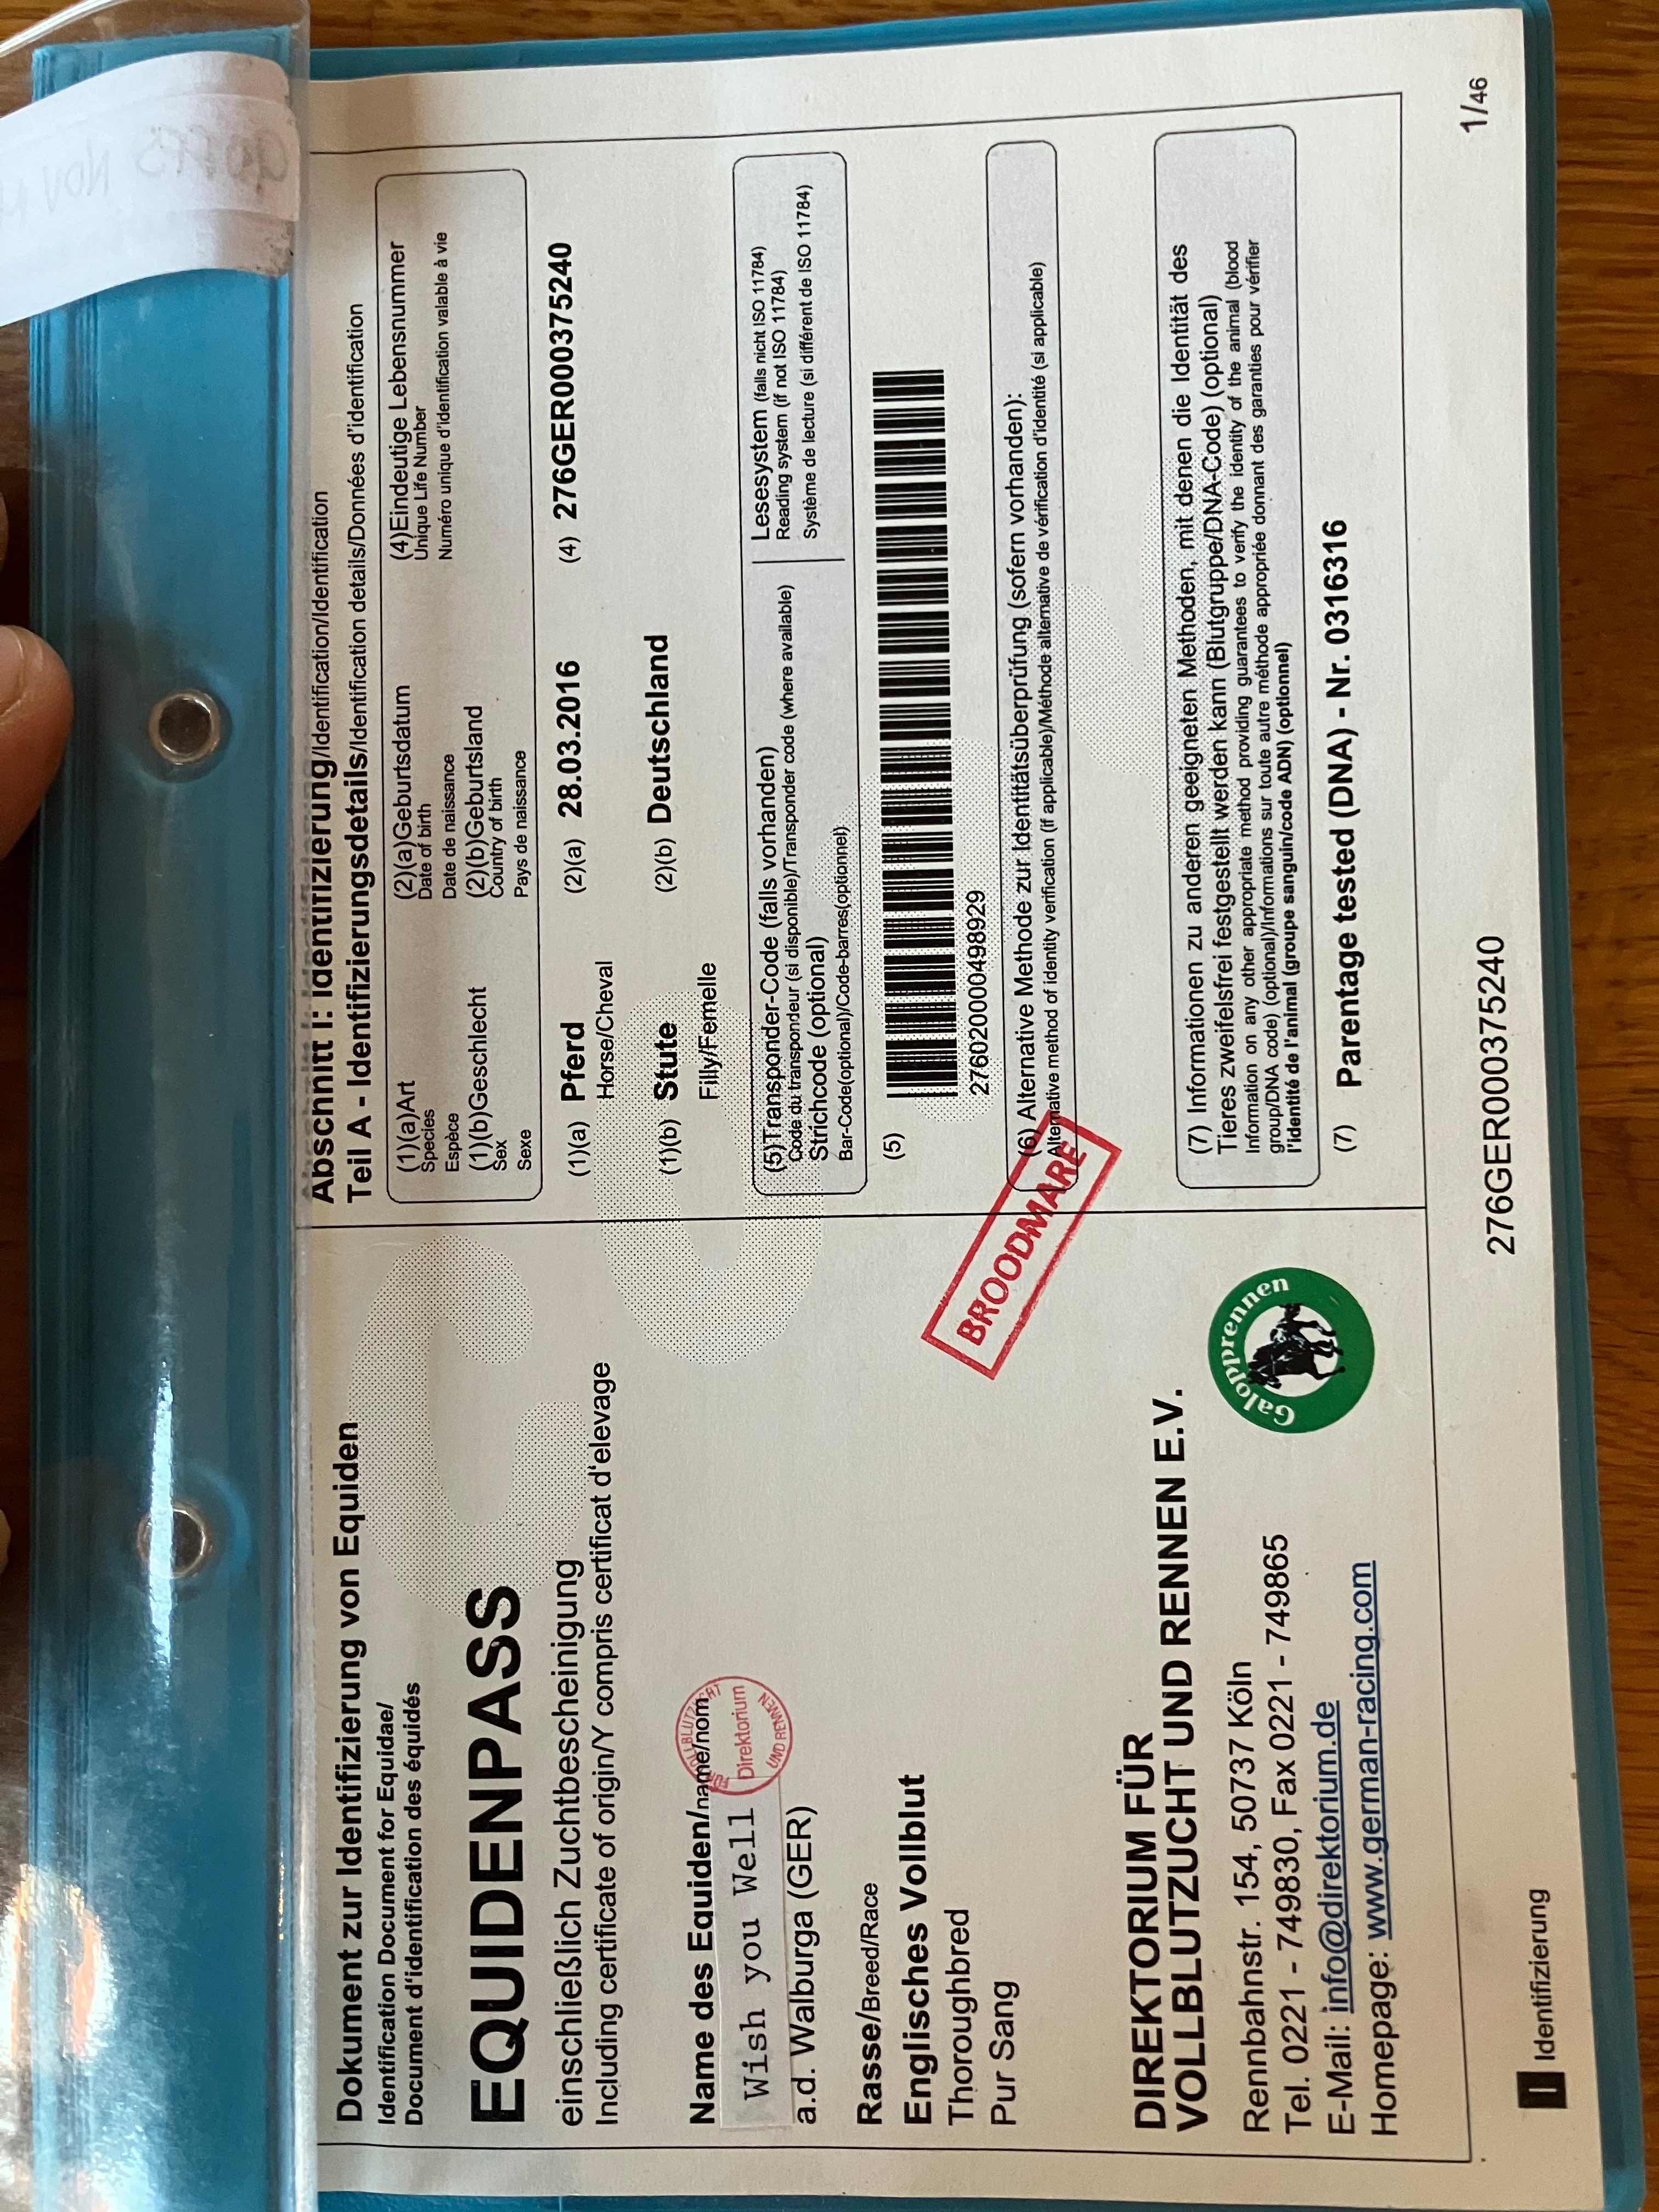 Dokument zur Identifizierung von Equiden
Identification Document for Equidae/
Document d'identification des équidés
EQUIDENPASS
einschließlich Zuchtbescheinigung
Including certificate of origin/Y compris certificat d'elevage
Name des Equiden/name/nom
Wish you Well
Direktorium
UND RENNEN
a.d. Walburga (GER)
Rasse/Breed/Race
Englisches Vollblut
Thoroughbred
Pur Sang
BROODMARE
DIREKTORIUM FÜR
VOLLBLUTZUCHT UND RENNEN E.V.
Rennbahnstr. 154, 50737 Köln
Tel. 0221 - 749830, Fax 0221 - 749865
E-Mail: info@direktorium.de
Homepage: www.german-racing.com
Galopprennen
Abschnitt I: Identifizierung/Identification/Identification
Teil A - Identifizierungsdetails/Identification details/Données d'identification
(1)(a)Art
Species
Espèce
(1)(b)Geschlecht
Sex
Sexe
(2)(a)Geburtsdatum
Date of birth
Date de naissance
(2)(b)Geburtsland
Country of birth
Pays de naissance
(4)Eindeutige Lebensnummer
Unique Life Number
Numéro unique d'identification valable à vie
(1)(a) Pferd
Horse/Cheval
(2)(a) 28.03.2016
(4) 276GER000375240
(1)(b) Stute
Filly/Femelle
(2)(b) Deutschland
(5)Transponder-Code (falls vorhanden)
Code du transpondeur (si disponible)/Transponder code (where available)
Strichcode (optional)
Bar-Code(optional)/Code-barres(optionnel)
Lesesystem (falls nicht ISO 11784)
Reading system (if not ISO 11784)
Système de lecture (si différent de ISO 11784)
(5)
276020000498929
(6) Alternative Methode zur Identitätsüberprüfung (sofern vorhanden):
Alternative method of identity verification (if applicable)/Méthode alternative de vérification d'identité (si applicable)
(7) Informationen zu anderen geeigneten Methoden, mit denen die Identität des
Tieres zweifelsfrei festgestellt werden kann (Blutgruppe/DNA-Code) (optional)
Information on any other appropriate method providing guarantees to verify the identity of the animal (blood
group/DNA code) (optional)/Informations sur toute autre méthode appropriée donnant des garanties pour vérifier
l'identité de l'animal (groupe sanguin/code ADN) (optionnel)
(7) Parentage tested (DNA) - Nr. 0316316
I Identifizierung
276GER000375240
1/46